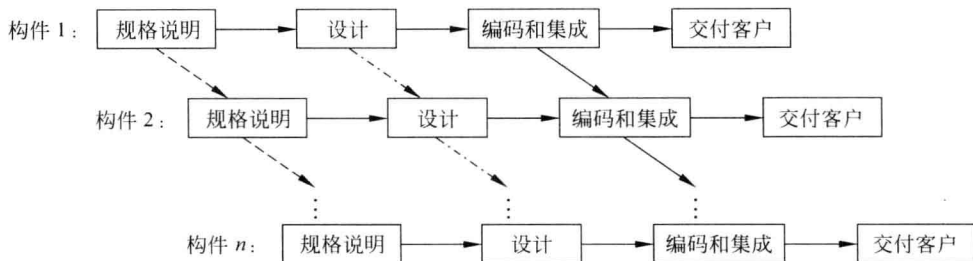 构件 1： 规格说明 设计 编码和集成 交付客户
构件 2： 规格说明 设计 编码和集成 交付客户
构件 n： 规格说明 设计 编码和集成 交付客户